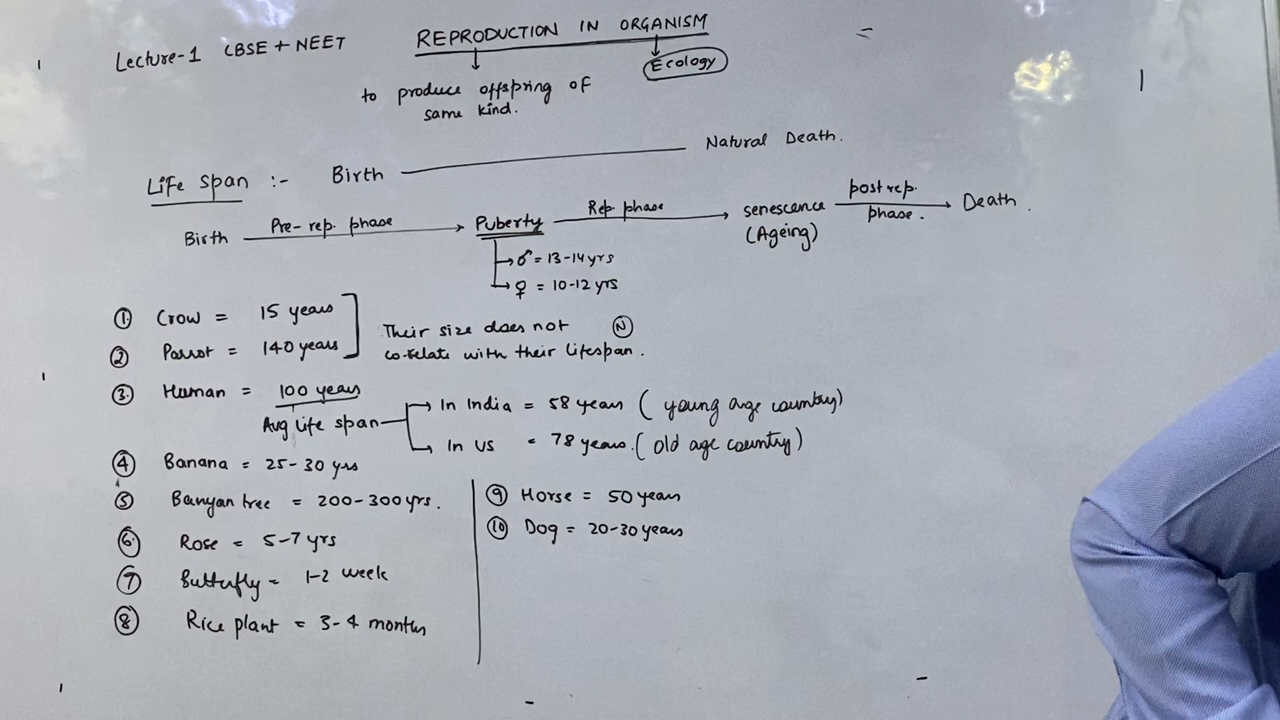 Lecture-1 CBSE + NEET
REPRODUCTION IN ORGANISM
Ecology
to produce offspring of
same kind.
Life span :- Birth Natural Death.
Birth Pre-rep. phase Puberty Rep. phase senescence (Ageing) post rep. phase. Death.
♂ = 13-14 yrs
♀ = 10-12 yrs
① Crow = 15 years
② Parrot = 140 years
Their size does not Ⓝ
co-relate with their lifespan.
③ Human = 100 years
Avg life span
In India = 58 years ( young age country)
In US = 78 years. ( old age country)
④ Banana = 25-30 yrs
⑤ Banyan tree = 200-300 yrs.
⑥ Rose = 5-7 yrs
⑦ Butterfly = 1-2 week
⑧ Rice plant = 3-4 months
⑨ Horse = 50 years
⑩ Dog = 20-30 years